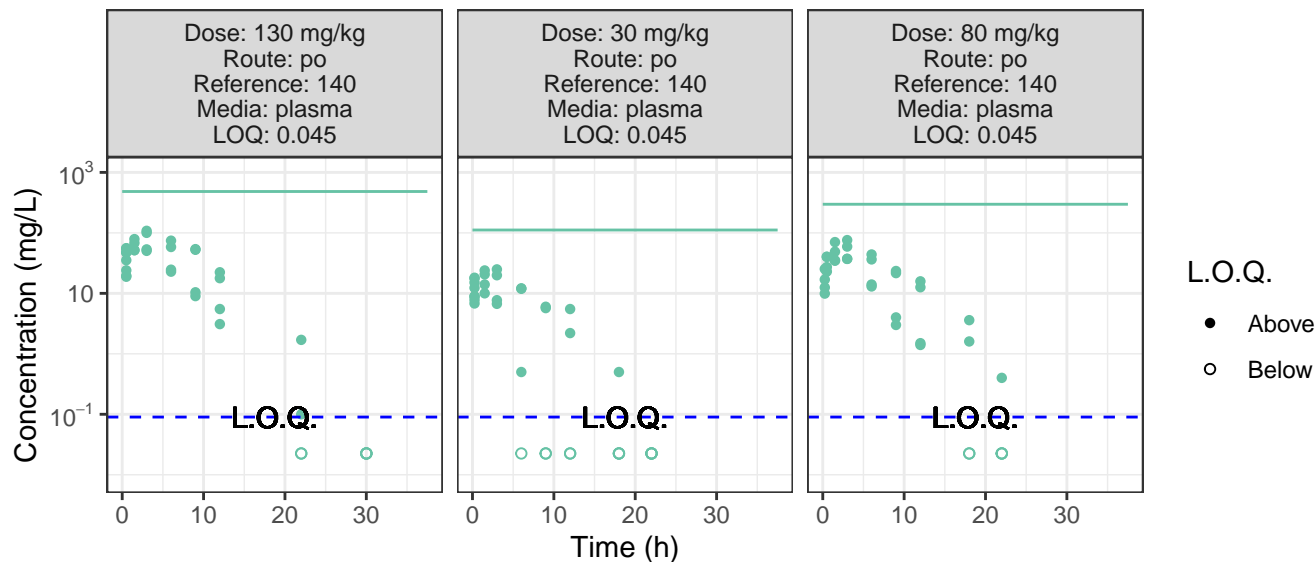 Dose: 130 mg/kg
Route: po
Reference: 140
Media: plasma
LOQ: 0.045
Dose: 30 mg/kg
Route: po
Reference: 140
Media: plasma
LOQ: 0.045
Dose: 80 mg/kg
Route: po
Reference: 140
Media: plasma
LOQ: 0.045
Concentration (mg/L)
10³
10
10⁻¹
L.O.Q.
L.O.Q.
L.O.Q.
0 10 20 30
0 10 20 30
0 10 20 30
Time (h)
L.O.Q.
Above
Below